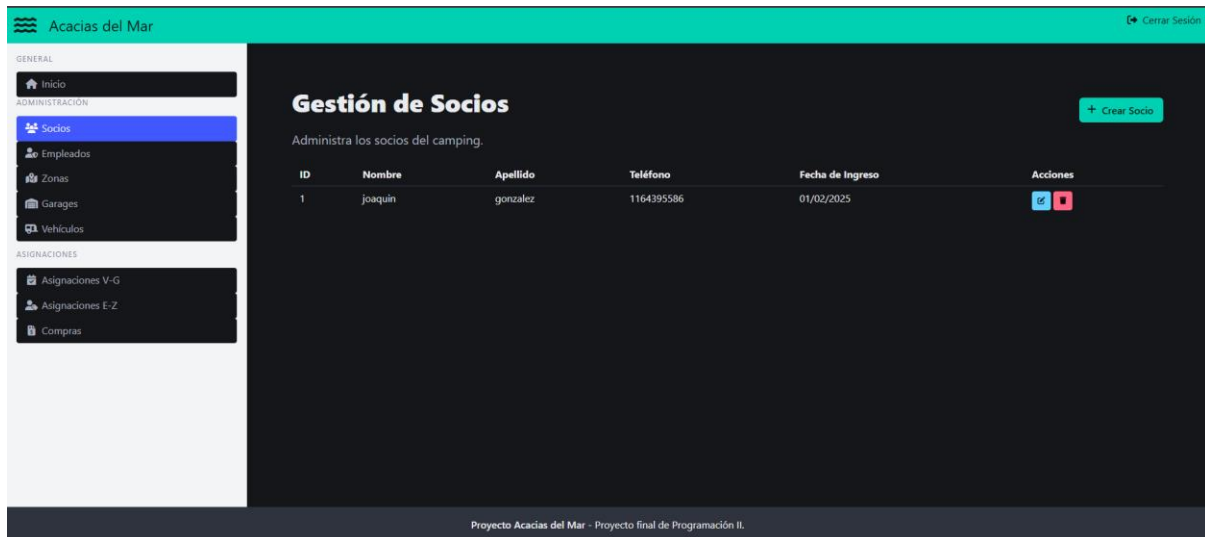 Acacias del Mar
Cerrar Sesión
GENERAL
Inicio
ADMINISTRACIÓN
Socios
Empleados
Zonas
Garages
Vehículos
ASIGNACIONES
Asignaciones V-G
Asignaciones E-Z
Compras
Gestión de Socios
+ Crear Socio
Administra los socios del camping.
ID Nombre Apellido Teléfono Fecha de Ingreso Acciones
1 joaquin gonzalez 1164395586 01/02/2025
Proyecto Acacias del Mar - Proyecto final de Programación II.